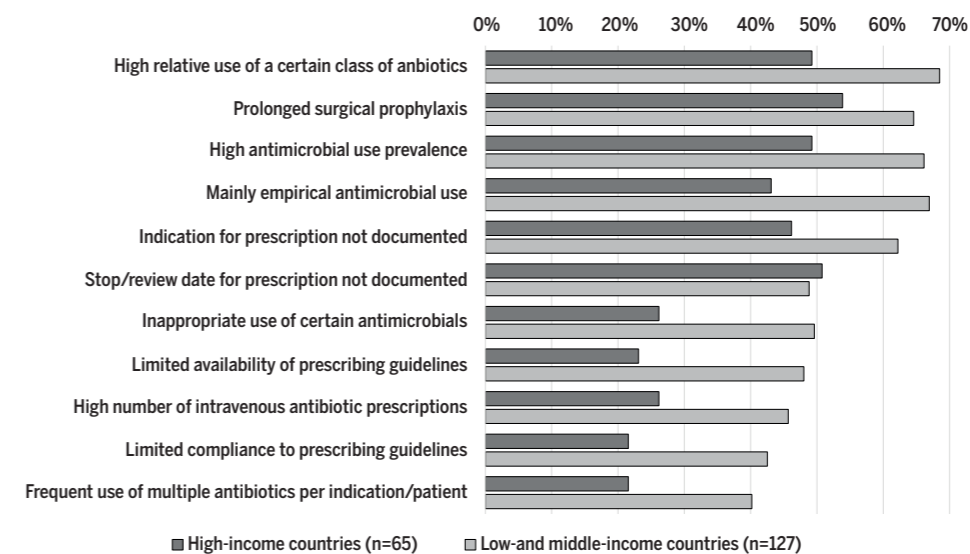 0% 10% 20% 30% 40% 50% 60% 70%
High relative use of a certain class of anbiotics
Prolonged surgical prophylaxis
High antimicrobial use prevalence
Mainly empirical antimicrobial use
Indication for prescription not documented
Stop/review date for prescription not documented
Inappropriate use of certain antimicrobials
Limited availability of prescribing guidelines
High number of intravenous antibiotic prescriptions
Limited compliance to prescribing guidelines
Frequent use of multiple antibiotics per indication/patient
High-income countries (n=65) Low-and middle-income countries (n=127)